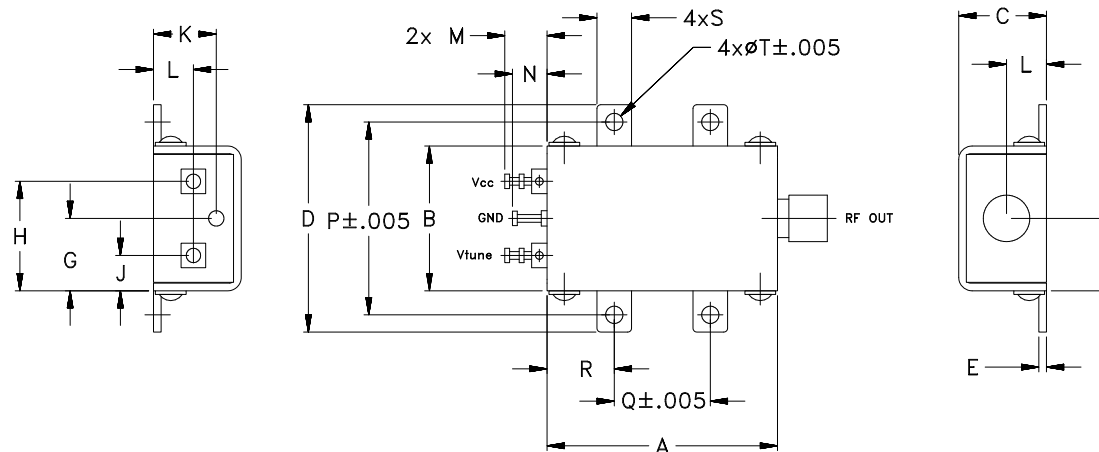 K
L
H
G
J
2x M
N
4xS
4xøT±.005
D
P±.005
B
Vcc
GND
Vtune
RF OUT
R
Q±.005
A
C
L
E